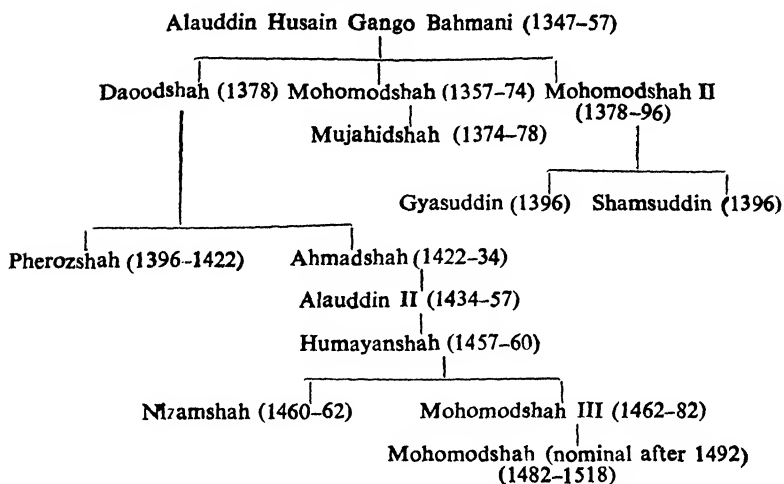 Alauddin Husain Gango Bahmani (1347–57)
Daoodshah (1378) Mohomodshah (1357–74) Mohomodshah II
(1378–96)
Mujahidshah (1374–78)
Gyasuddin (1396) Shamsuddin (1396)
Pherozshah (1396–1422) Ahmadshah (1422–34)
Alauddin II (1434–57)
Humayanshah (1457–60)
Nizamshah (1460–62) Mohomodshah III (1462–82)
Mohomodshah (nominal after 1492)
(1482–1518)